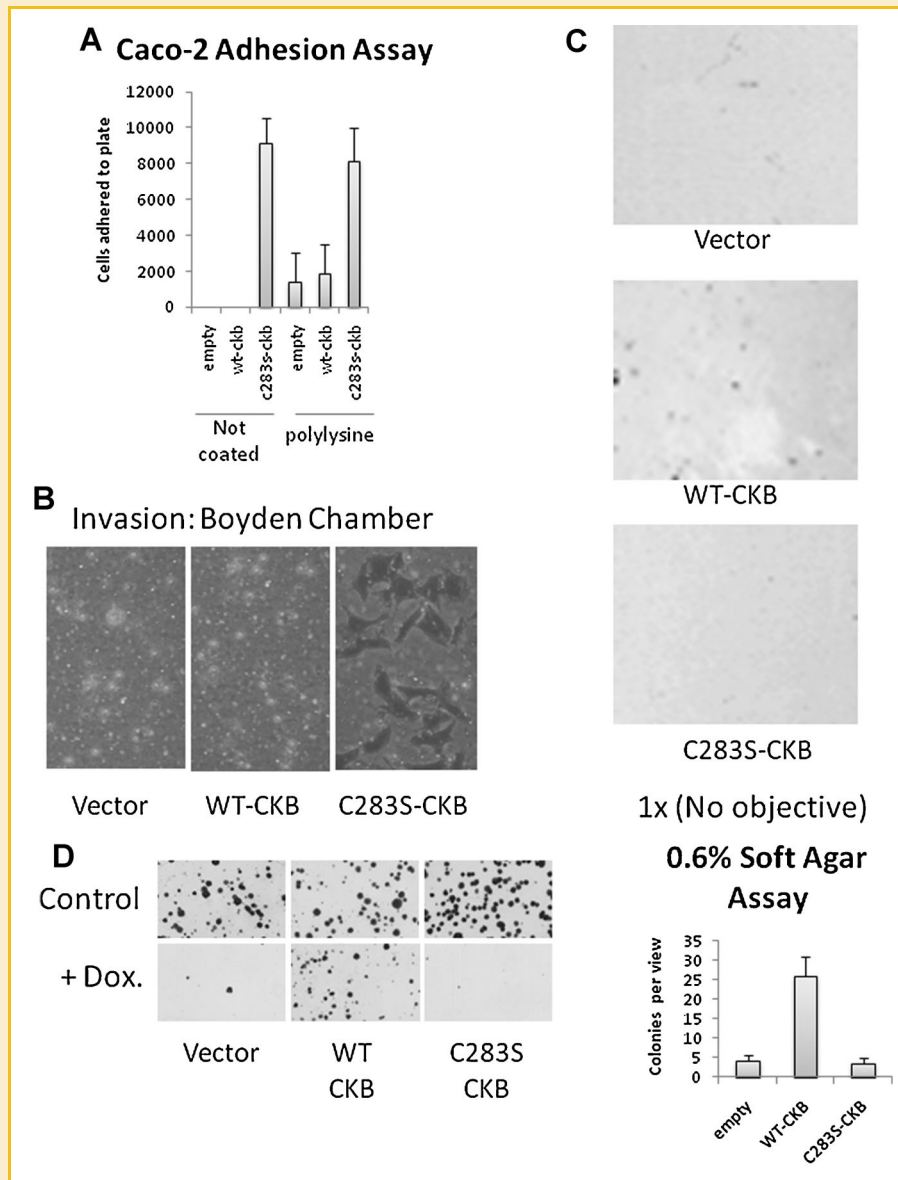 A
Caco-2 Adhesion Assay
Cells adhered to plate
12000
10000
8000
6000
4000
2000
0
empty
wt-ckb
c283s-ckb
empty
wt-ckb
c283s-ckb
Not
coated
polylysine
B
Invasion: Boyden Chamber
Vector
WT-CKB
C283S-CKB
C
Vector
WT-CKB
C283S-CKB
1x (No objective)
0.6% Soft Agar
Assay
Colonies per view
35
30
25
20
15
10
5
0
empty
WT-CKB
C283S-CKB
D
Control
+ Dox.
Vector
WT
CKB
C283S
CKB